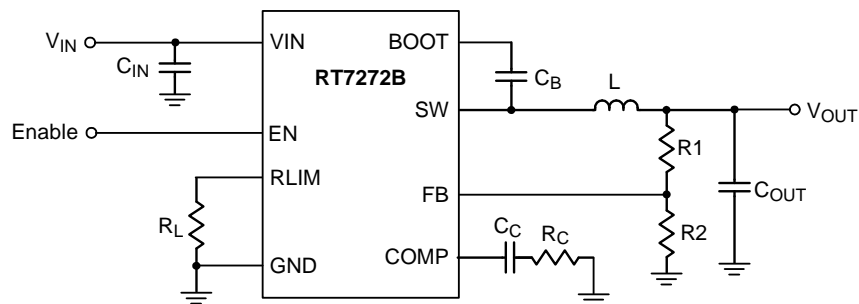 V_IN
VIN
BOOT
C_IN
RT7272B
C_B
L
SW
V_OUT
Enable
EN
R1
RLIM
FB
C_OUT
R_L
R2
C_C
R_C
GND
COMP